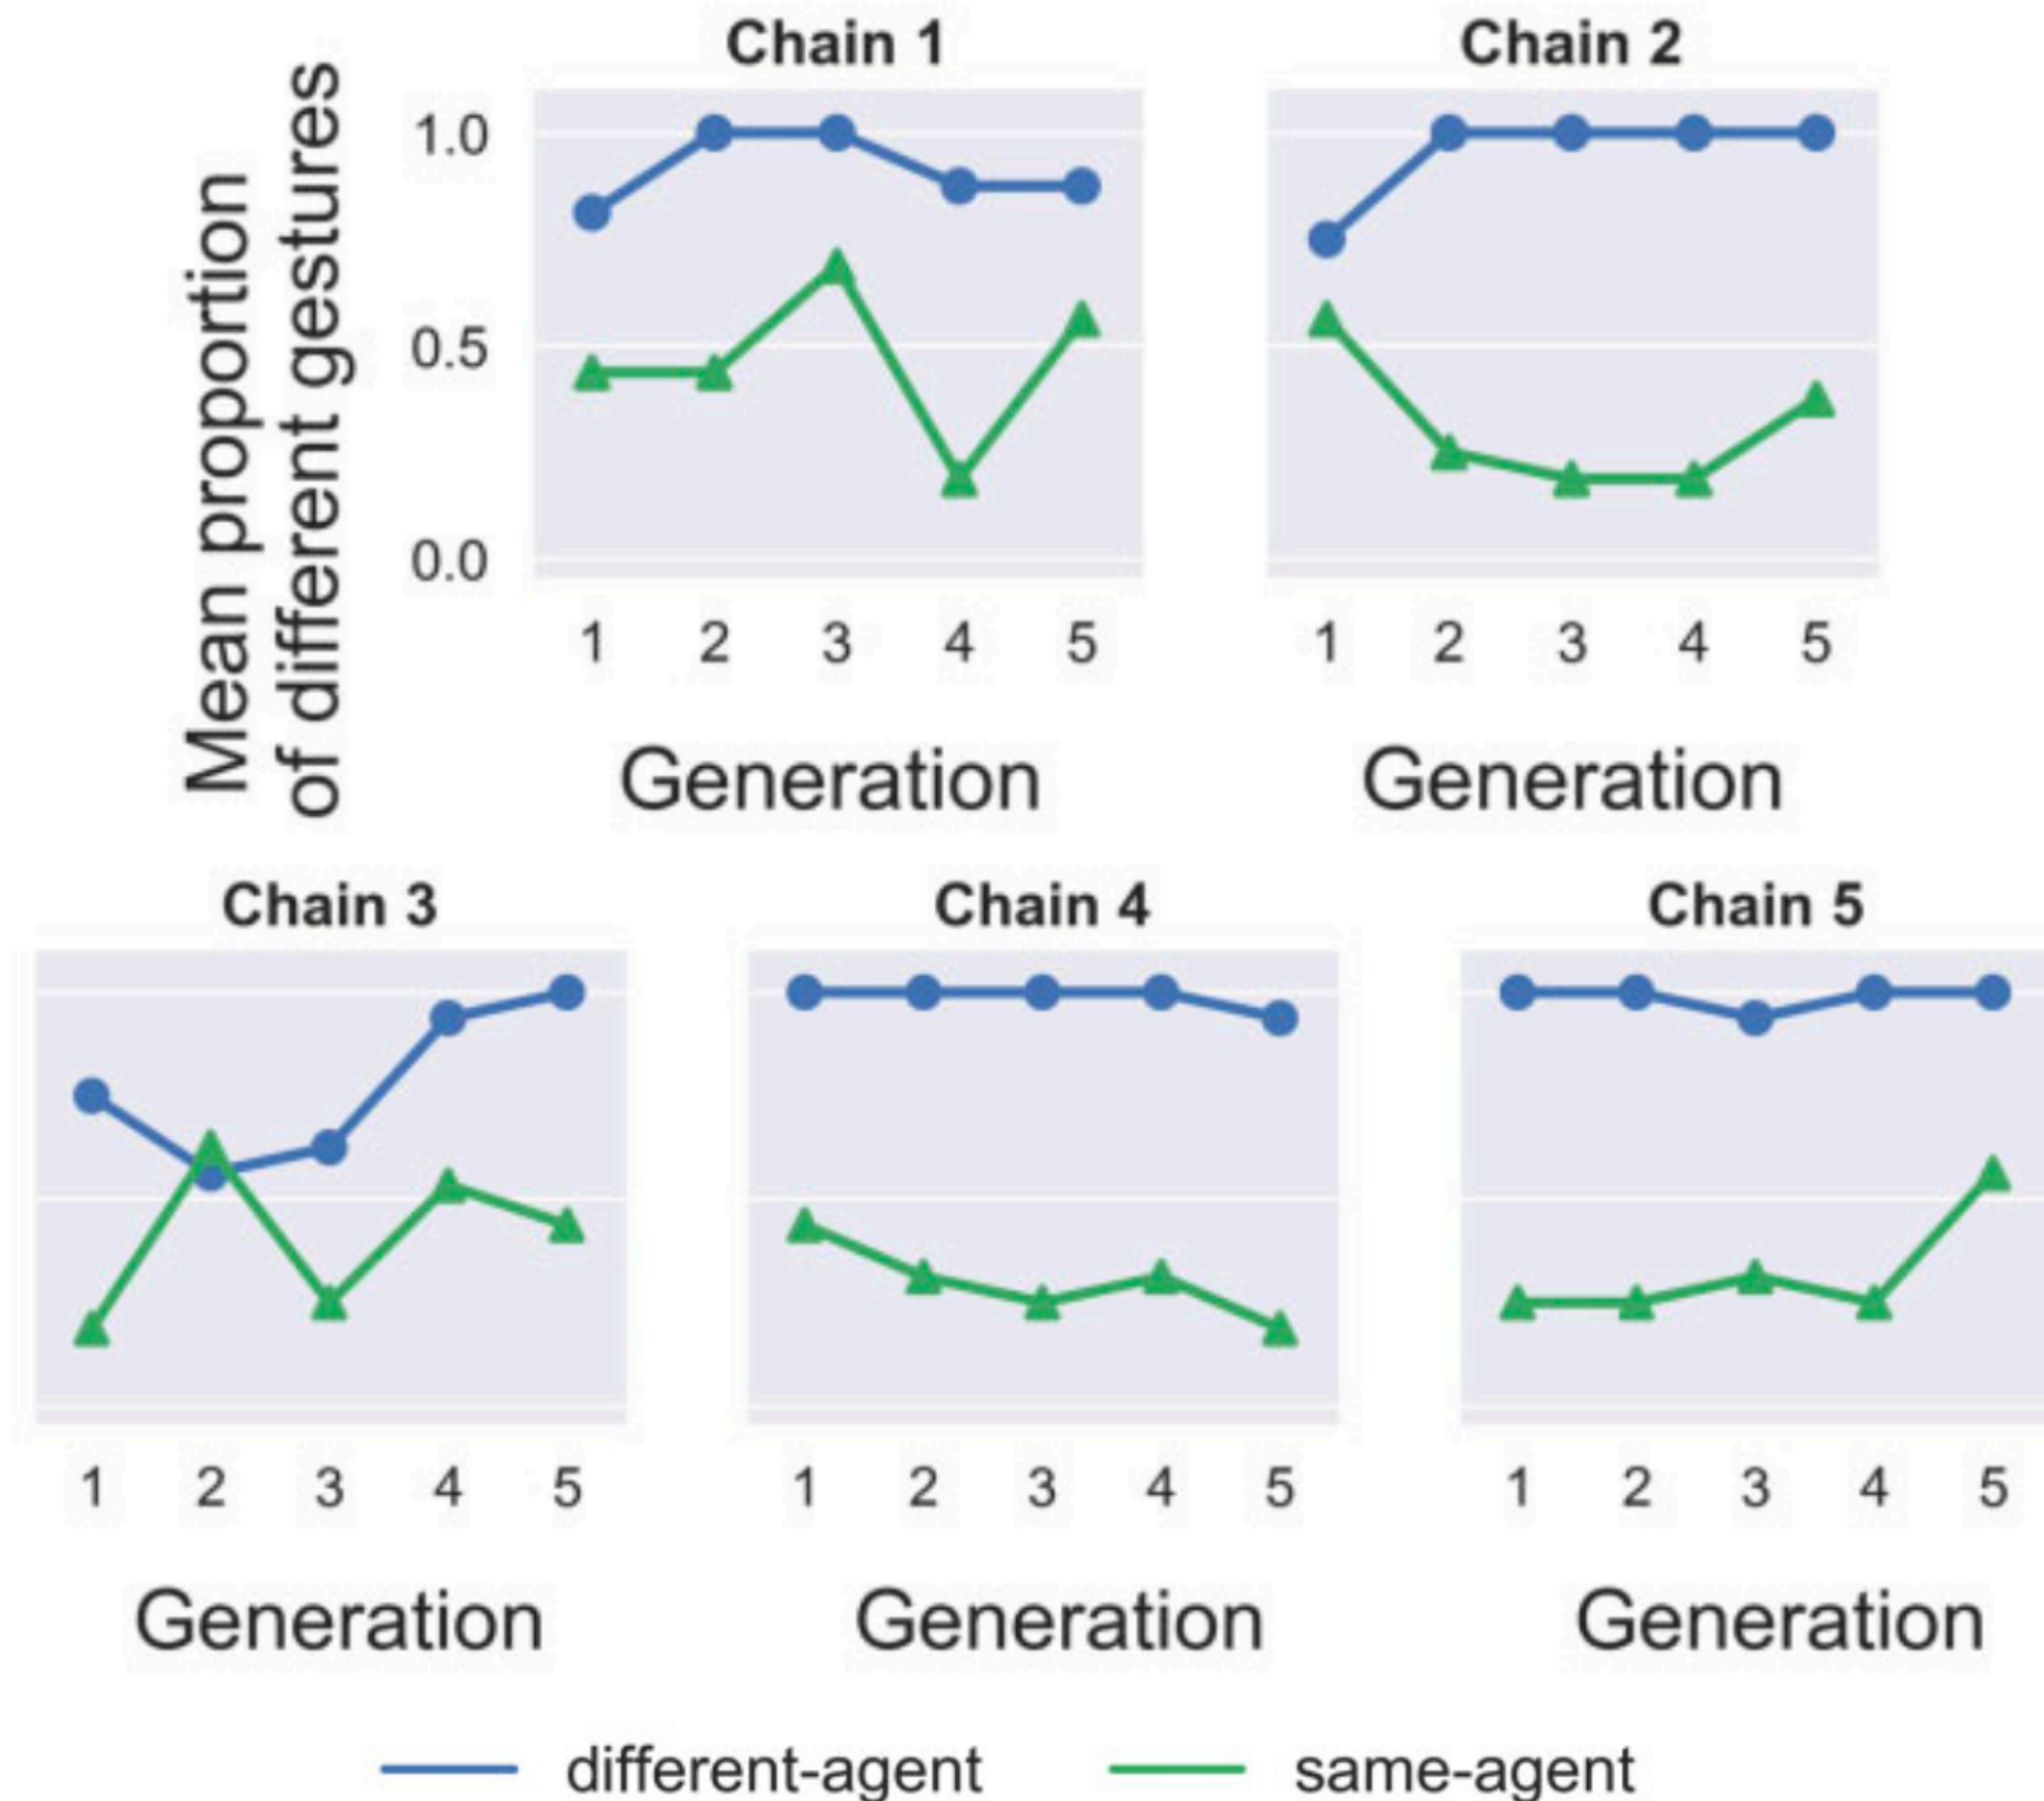 Chain 1
Chain 2
Mean proportion
of different gestures
1.0
0.5
0.0
1 2 3 4 5
1 2 3 4 5
Generation
Generation
Chain 3
Chain 4
Chain 5
1 2 3 4 5
1 2 3 4 5
1 2 3 4 5
Generation
Generation
Generation
different-agent
same-agent